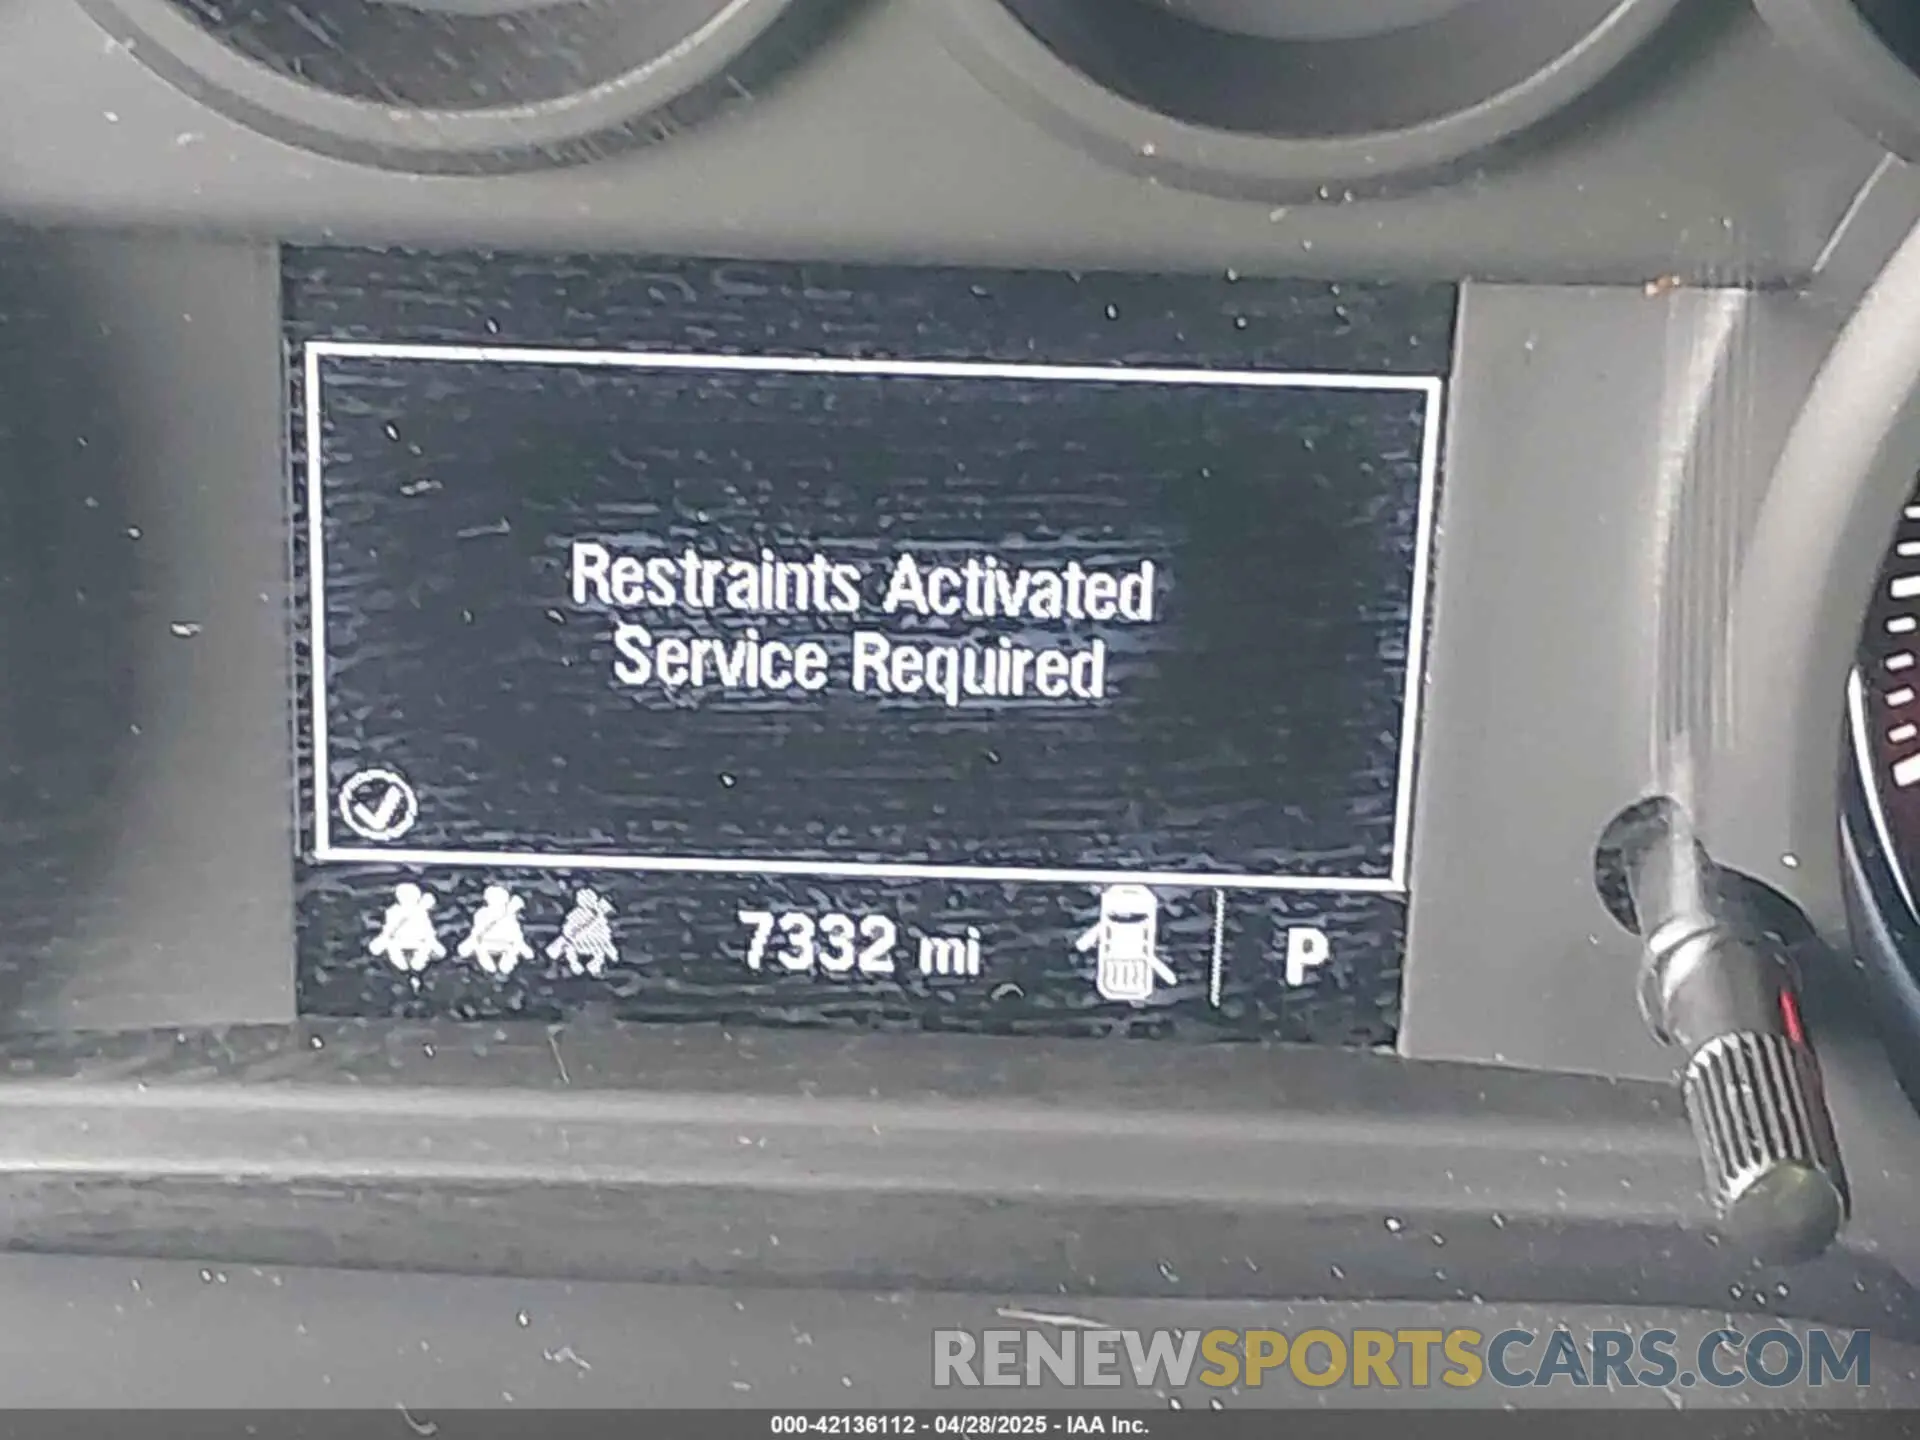 Restraints Activated
Service Required
7332 mi
P
RENEWSPORTSCARS.COM
000-42136112 - 04/28/2025 - IAA Inc.